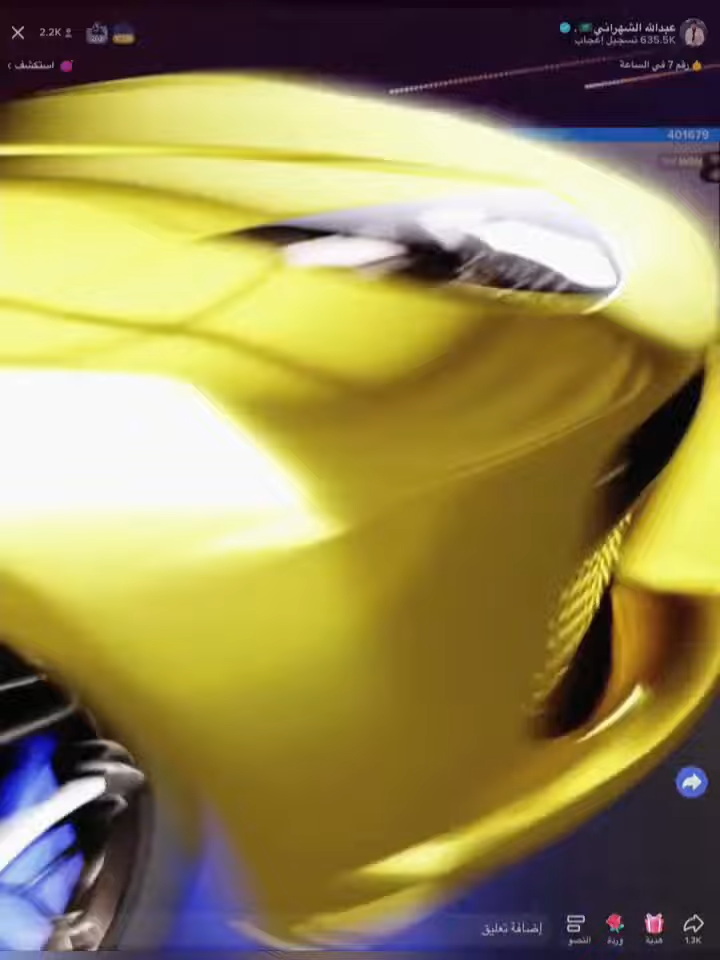 عبدالله الشهراني
635.5K تسجيل إعجاب
2.2K
رقم 7 في الساعة
استكشف
401679
إضافة تعليق
وردة
هدية
1.3K